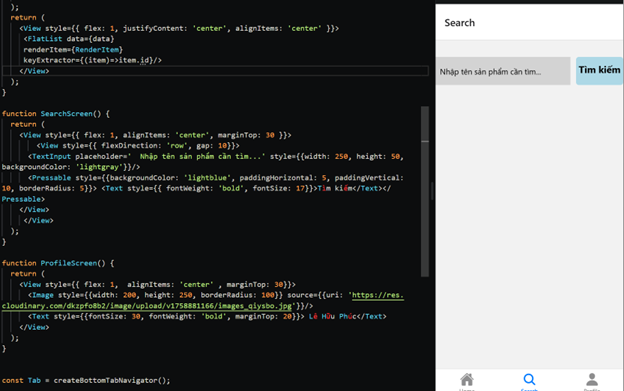 );
return (
<View style={{ flex: 1, justifyContent: 'center', alignItems: 'center' }}>
<FlatList data={data}
renderItem={RenderItem}
keyExtractor={(item)=>item.id}/>
</View>
);
}
function SearchScreen() {
return (
<View style={{ flex: 1, alignItems: 'center', marginTop: 30 }}>
<View style={{ flexDirection: 'row', gap: 10}}>
<TextInput placeholder=' Nhập tên sản phẩm cần tìm...' style={{width: 250, height: 50,
backgroundColor: 'lightgray'}}/>
<Pressable style={{backgroundColor: 'lightblue', paddingHorizontal: 5, paddingVertical:
10, borderRadius: 5}}> <Text style={{ fontWeight: 'bold', fontSize: 17}}>Tìm kiếm</Text></
Pressable>
</View>
</View>
);
}
function ProfileScreen() {
return (
<View style={{ flex: 1,  alignItems: 'center' , marginTop: 30}}>
<Image style={{width: 200, height: 250, borderRadius: 100}} source={{uri: 'https://res.
cloudinary.com/dkzpfo8b2/image/upload/v1758881166/images_qiysbo.jpg'}}/>
<Text style={{fontSize: 30, fontWeight: 'bold', marginTop: 20}}> Lê Hữu Phúc</Text>
</View>
);
}
const Tab = createBottomTabNavigator();
Search
Nhập tên sản phẩm cần tìm...
Tìm kiếm
Search